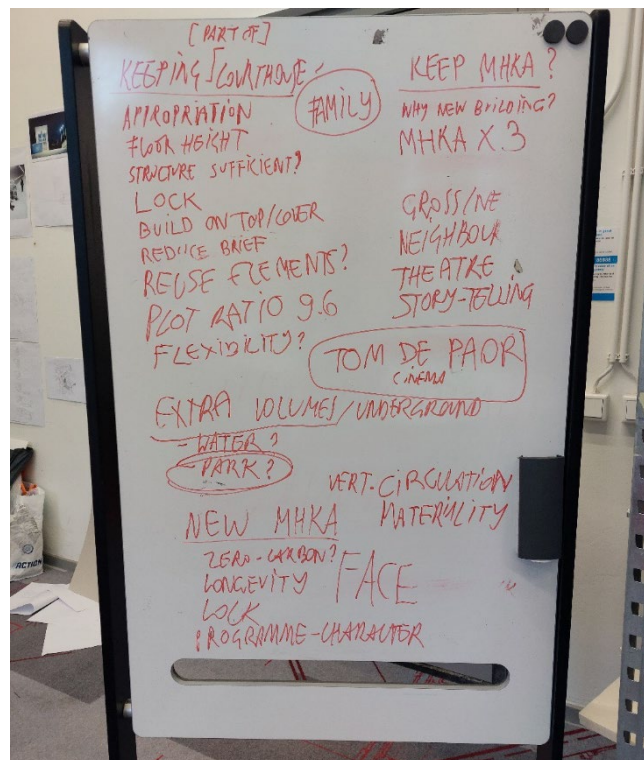 [PART OF]
KEEPING COURTHOUSE
APPROPRIATION
FLOOR HEIGHT
STRUCTURE SUFFICIENT?
LOCK
BUILD ON TOP/COVER
REDUCE BRIEF
REUSE ELEMENTS?
PLOT RATIO 9.6
FLEXIBILITY?
FAMILY
KEEP MHKA?
WHY NEW BUILDING?
MHKA X.3
GROSS/NE
NEIGHBOUR
THEATRE
STORY-TELLING
TOM DE PAOR
CINEMA
EXTRA VOLUMES/UNDERGROUND
- WATER?
- PARK?
VERT. CIRCULATION
MATERIALITY
NEW MHKA
ZERO-CARBON?
LONGEVITY
LOCK
PROGRAMME-CHARACTER
FACE
ACTION